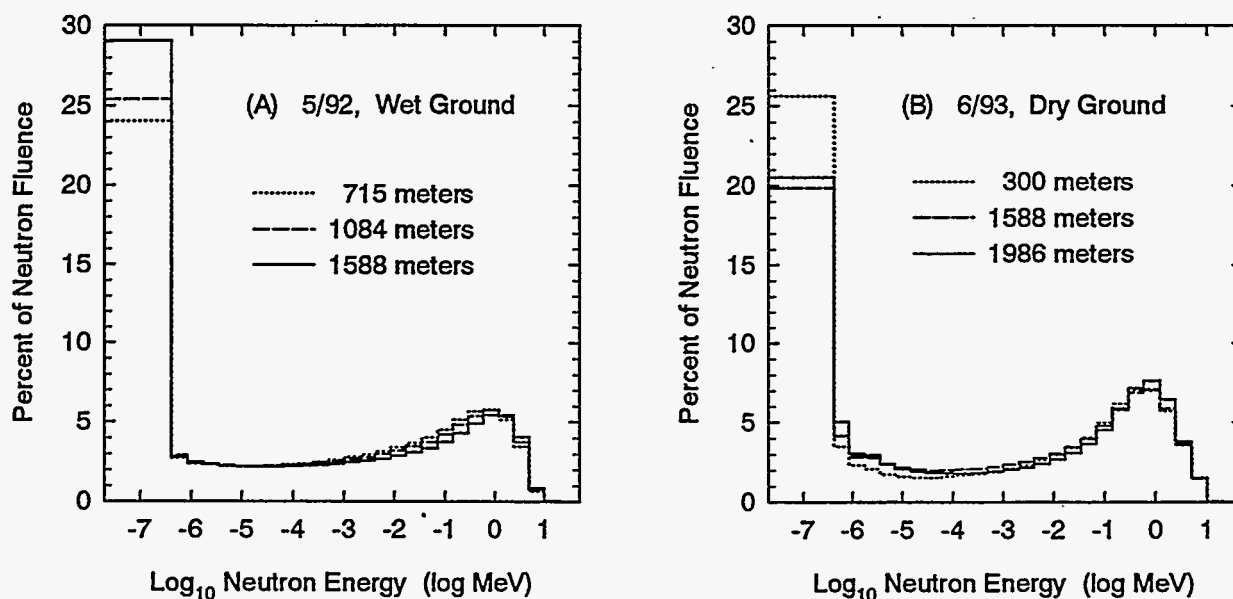 Percent of Neutron Fluence
30
25
20
15
10
5
0
(A) 5/92, Wet Ground
715 meters
1084 meters
1588 meters
-7 -6 -5 -4 -3 -2 -1 0 1
Log10 Neutron Energy (log MeV)
Percent of Neutron Fluence
30
25
20
15
10
5
0
(B) 6/93, Dry Ground
300 meters
1588 meters
1986 meters
-7 -6 -5 -4 -3 -2 -1 0 1
Log10 Neutron Energy (log MeV)